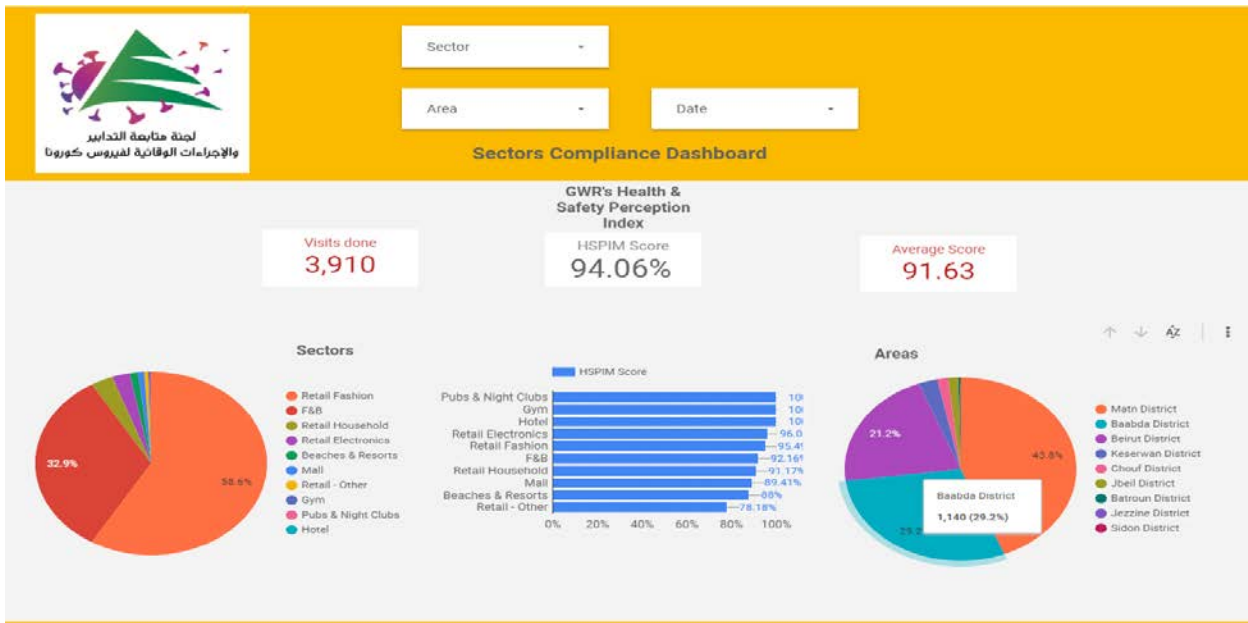 لجنة متابعة التدابير
والإجراءات الوقائية لفيروس كورونا
Sector
Area
Date
Sectors Compliance Dashboard
GWR's Health &
Safety Perception
Index
Visits done
3,910
HSPIM Score
94.06%
Average Score
91.63
Sectors
32.9%
58.6%
Retail Fashion
F&B
Retail Household
Retail Electronics
Beaches & Resorts
Mall
Retail - Other
Gym
Pubs & Night Clubs
Hotel
HSPIM Score
Pubs & Night Clubs
Gym
Hotel
Retail Electronics 96.0
Retail Fashion
F&B
Retail Household 91.17%
Mall 89.41%
Beaches & Resorts 88%
Retail - Other 78.18%
0% 20% 40% 60% 80% 100%
AZ
Areas
21.2%
43.8%
Baabda District
1,140 (29.2%)
Matn District
Baabda District
Beirut District
Keserwan District
Chouf District
Jbeil District
Batroun District
Jezzine District
Sidon District